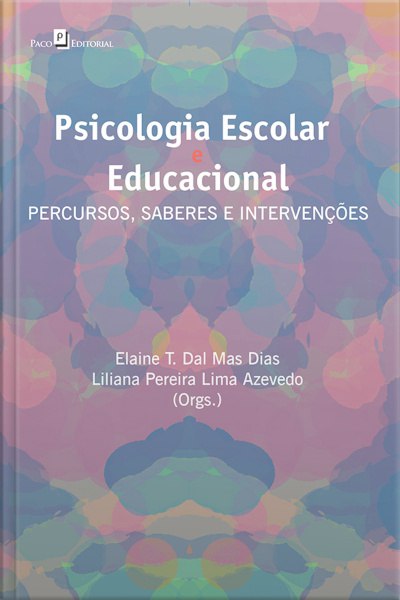 PACO P EDITORIAL
Psicologia Escolar
e
Educacional
PERCURSOS, SABERES E INTERVENÇÕES
Elaine T. Dal Mas Dias
Liliana Pereira Lima Azevedo
(Orgs.)